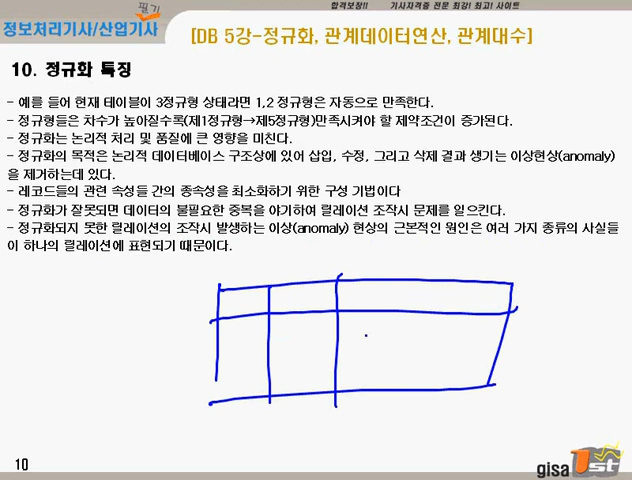 합격보장!! 기사자격증 전문 최강! 최고! 사이트
필기
정보처리기사/산업기사
[DB 5강-정규화, 관계데이터연산, 관계대수]
10. 정규화 특징
- 예를 들어 현재 테이블이 3정규형 상태라면 1,2 정규형은 자동으로 만족한다.
- 정규형들은 차수가 높아질수록(제1정규형→제5정규형)만족시켜야 할 제약조건이 증가된다.
- 정규화는 논리적 처리 및 품질에 큰 영향을 미친다.
- 정규화의 목적은 논리적 데이터베이스 구조상에 있어 삽입, 수정, 그리고 삭제 결과 생기는 이상현상(anomaly)
을 제거하는데 있다.
- 레코드들의 관련 속성들 간의 종속성을 최소화하기 위한 구성 기법이다
- 정규화가 잘못되면 데이터의 불필요한 중복을 야기하여 릴레이션 조작시 문제를 일으킨다.
- 정규화되지 못한 릴레이션의 조작시 발생하는 이상(anomaly) 현상의 근본적인 원인은 여러 가지 종류의 사실들
이 하나의 릴레이션에 표현되기 때문이다.
10
gisa 1st